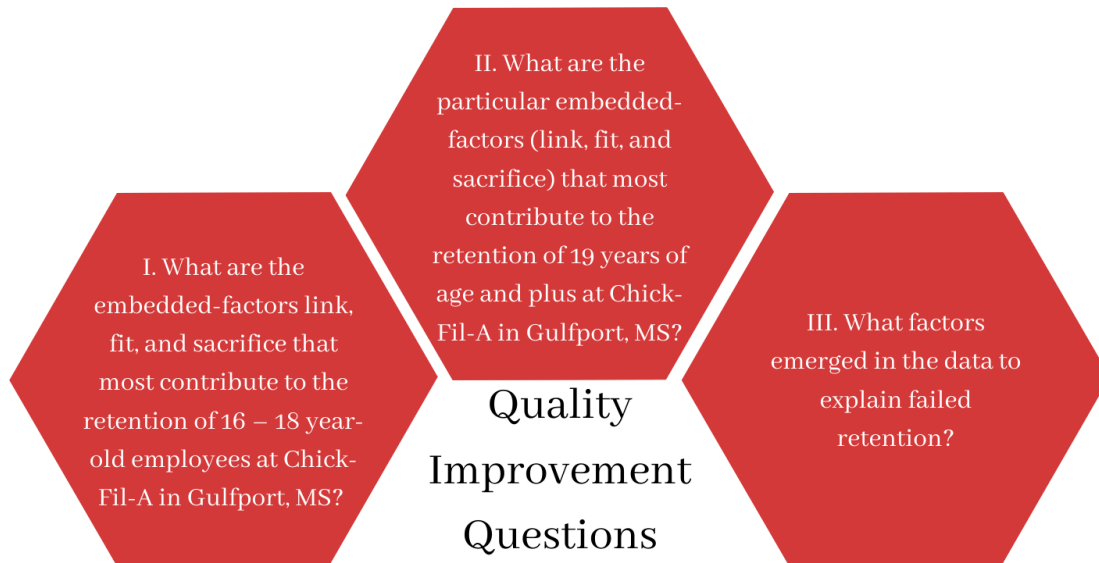 I. What are the
embedded-factors link,
fit, and sacrifice that
most contribute to the
retention of 16 – 18 year-
old employees at Chick-
Fil-A in Gulfport, MS?
II. What are the
particular embedded-
factors (link, fit, and
sacrifice) that most
contribute to the
retention of 19 years of
age and plus at Chick-
Fil-A in Gulfport, MS?
III. What factors
emerged in the data to
explain failed
retention?
Quality
Improvement
Questions